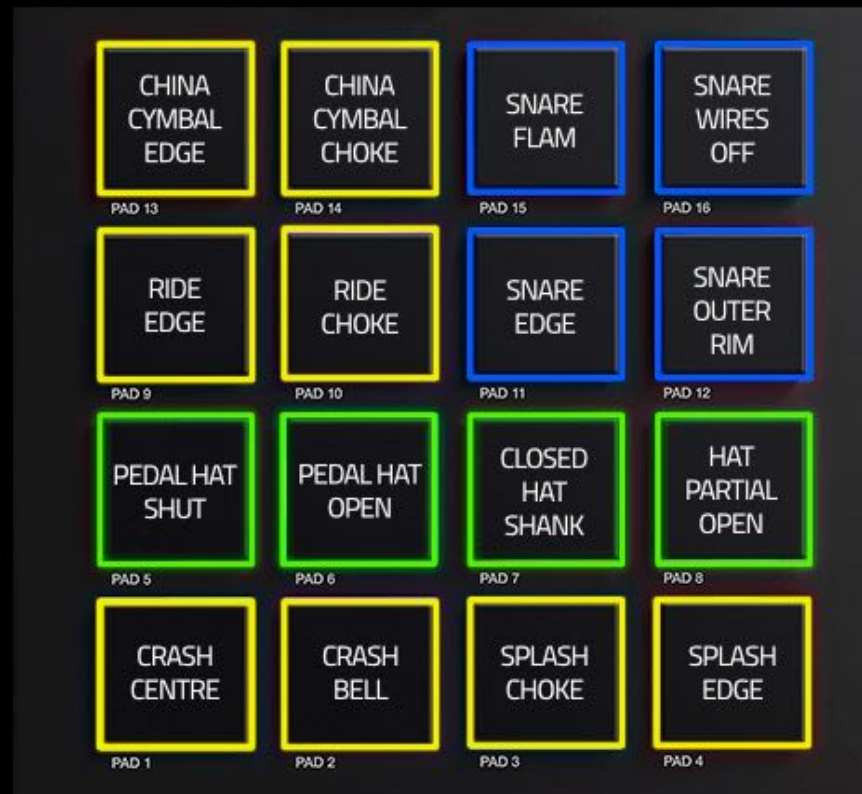 CHINA
CYMBAL
EDGE
PAD 13
CHINA
CYMBAL
CHOKE
PAD 14
SNARE
FLAM
PAD 15
SNARE
WIRES
OFF
PAD 16
RIDE
EDGE
PAD 9
RIDE
CHOKE
PAD 10
SNARE
EDGE
PAD 11
SNARE
OUTER
RIM
PAD 12
PEDAL HAT
SHUT
PAD 5
PEDAL HAT
OPEN
PAD 6
CLOSED
HAT
SHANK
PAD 7
HAT
PARTIAL
OPEN
PAD 8
CRASH
CENTRE
PAD 1
CRASH
BELL
PAD 2
SPLASH
CHOKE
PAD 3
SPLASH
EDGE
PAD 4